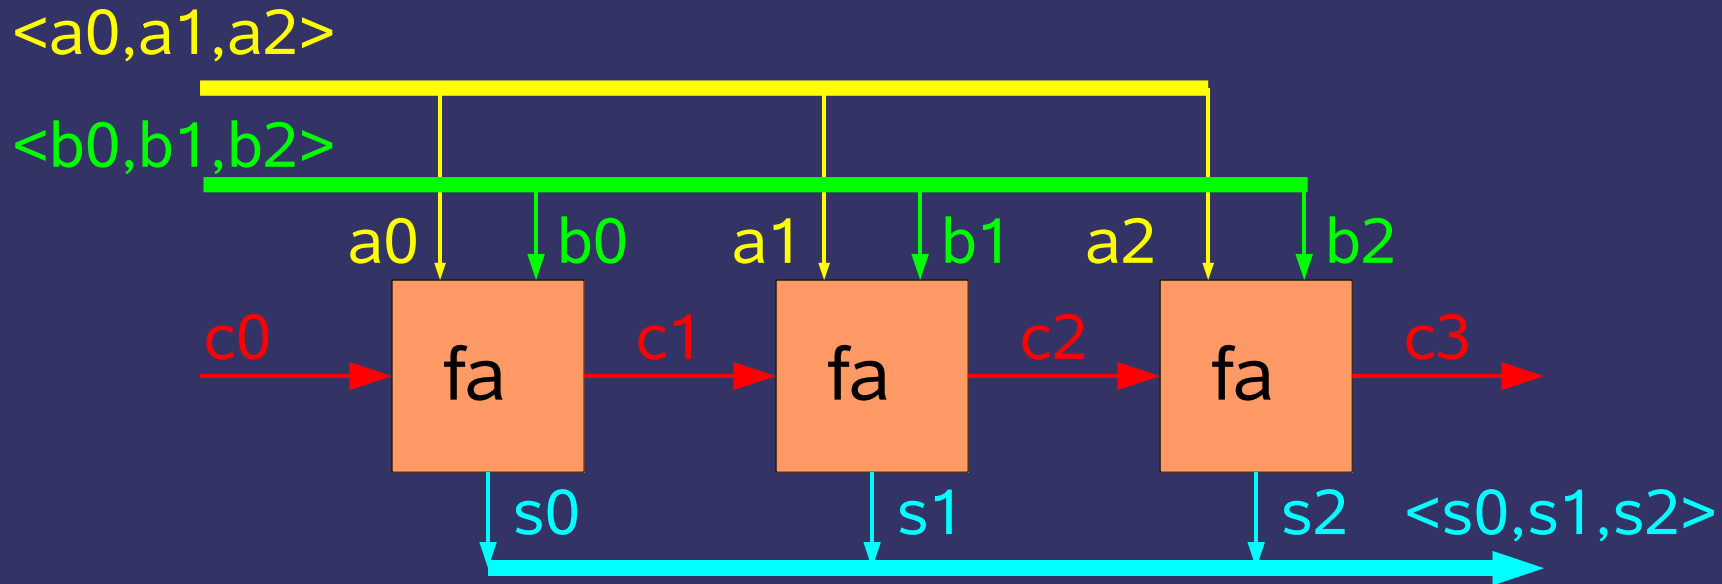 <a0,a1,a2>
<b0,b1,b2>
a0 b0 a1 b1 a2 b2
c0 c1 c2 c3
fa fa fa
s0 s1 s2 <s0,s1,s2>